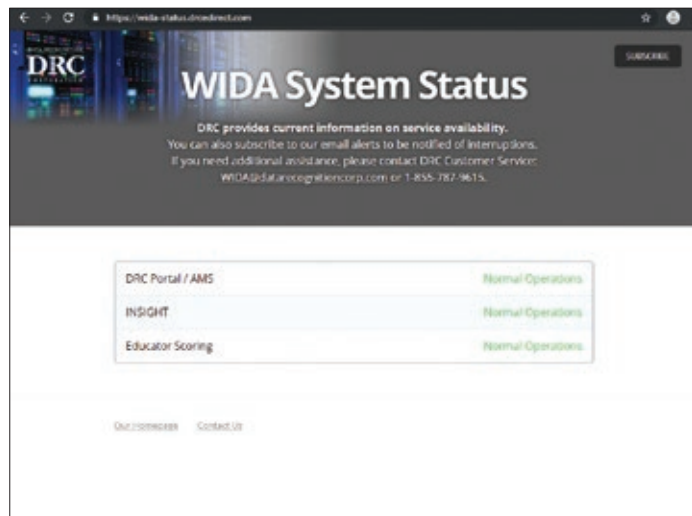 https://wida-status.drcedirect.com
DRC
SUBSCRIBE
WIDA System Status
DRC provides current information on service availability.
You can also subscribe to our email alerts to be notified of interruptions.
If you need additional assistance, please contact DRC Customer Service:
WIDA@datarecognitioncorp.com or 1-855-787-9615.
DRC Portal / AMS Normal Operations
INSIGHT Normal Operations
Educator Scoring Normal Operations
Our Homepage Contact Us